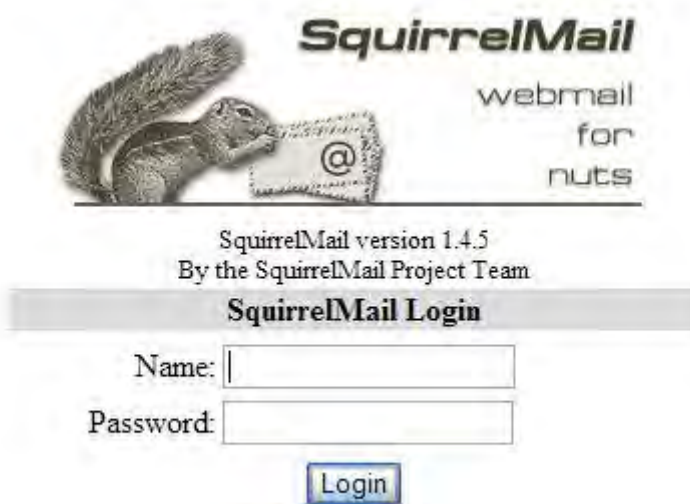 SquirrelMail
webmail
for
nuts
@
SquirrelMail version 1.4.5
By the SquirrelMail Project Team
SquirrelMail Login
Name:
Password:
Login